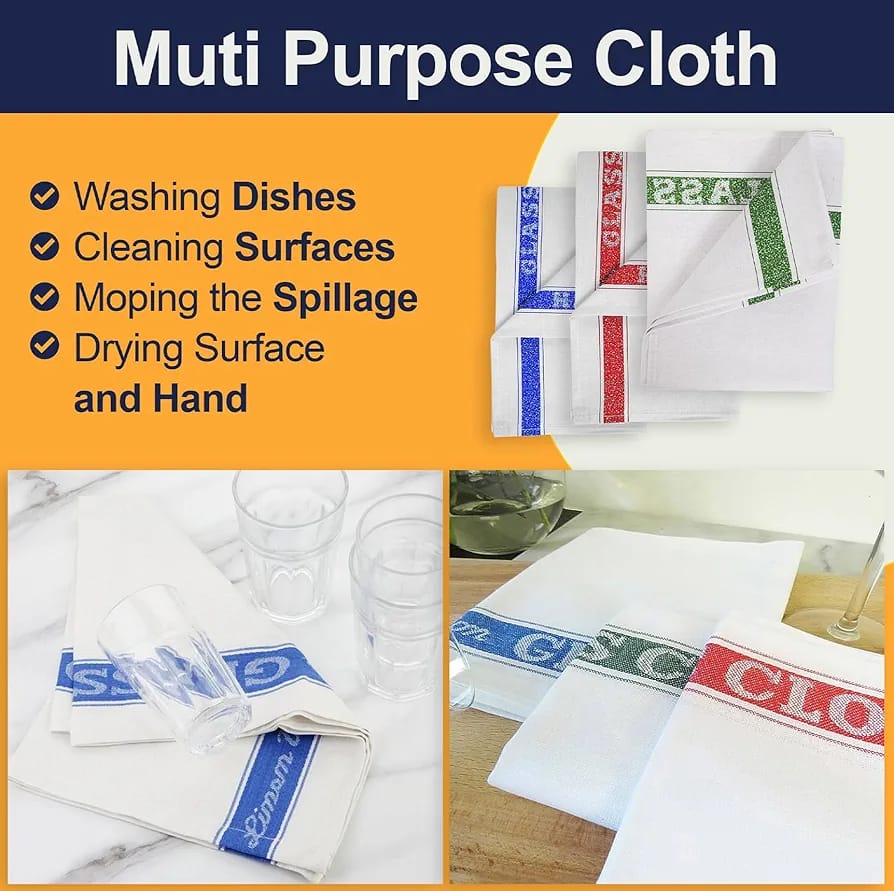 Muti Purpose Cloth
Washing Dishes
Cleaning Surfaces
Moping the Spillage
Drying Surface
and Hand
GLASS
GLASS
GLASS
GLASS
Linon
GLASS
CLO